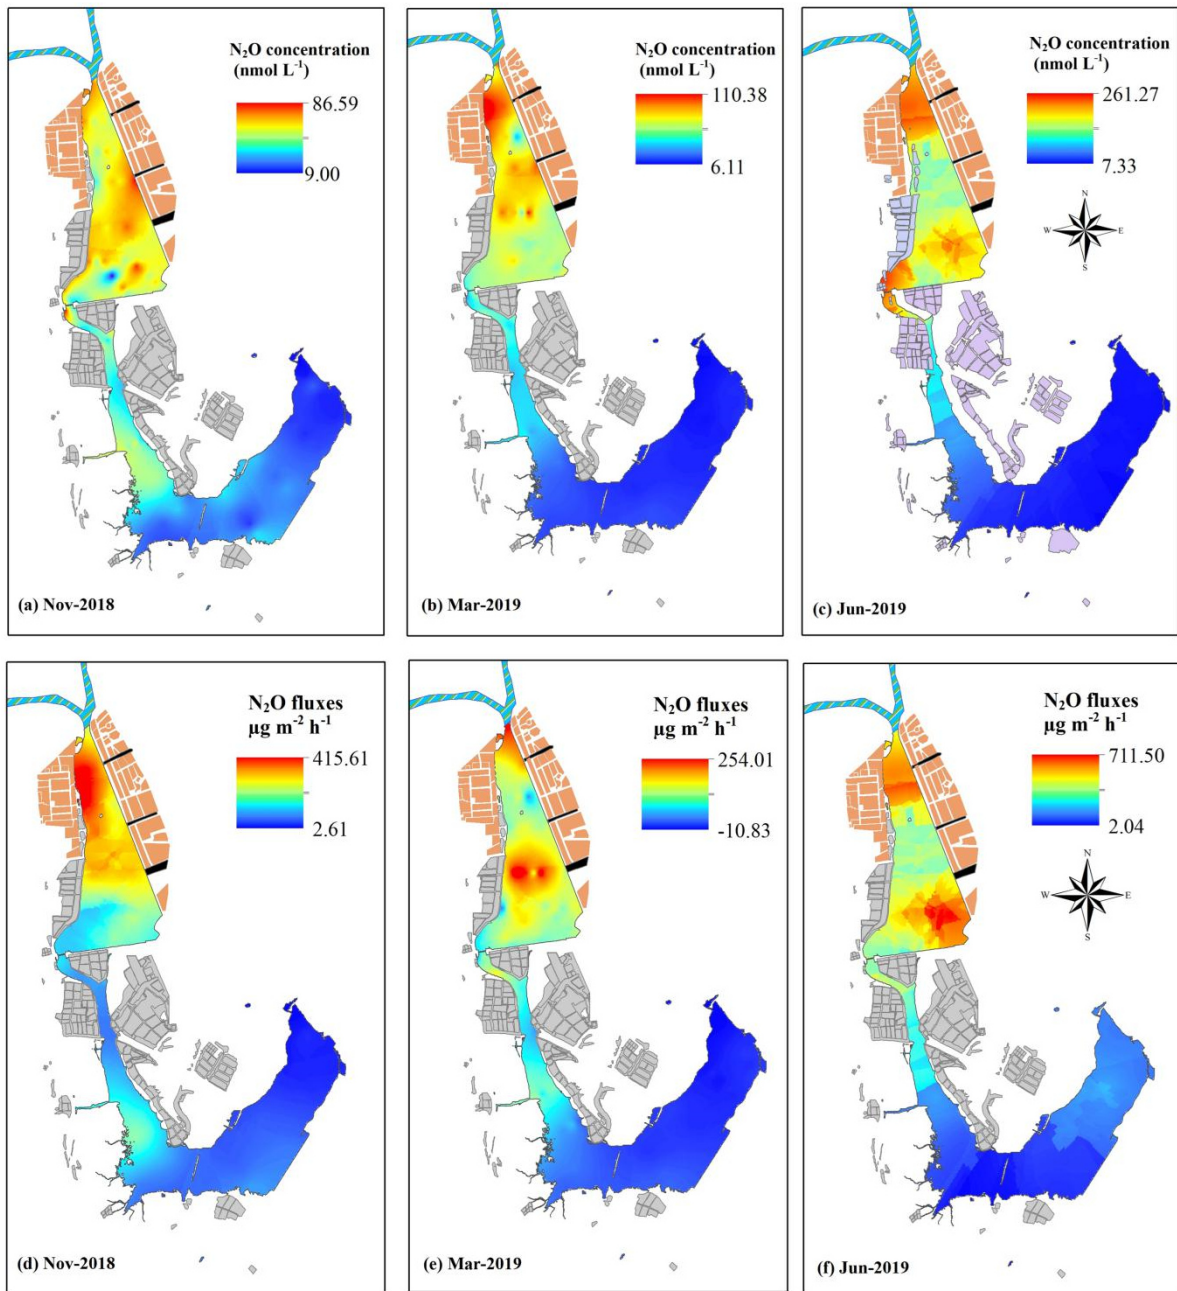 N₂O concentration
(nmol L⁻¹)
86.59
9.00
(a) Nov-2018
N₂O concentration
(nmol L⁻¹)
110.38
6.11
(b) Mar-2019
N₂O concentration
(nmol L⁻¹)
261.27
7.33
N
W
E
S
(c) Jun-2019
N₂O fluxes
µg m⁻² h⁻¹
415.61
2.61
(d) Nov-2018
N₂O fluxes
µg m⁻² h⁻¹
254.01
-10.83
(e) Mar-2019
N₂O fluxes
µg m⁻² h⁻¹
711.50
2.04
N
W
E
S
(f) Jun-2019